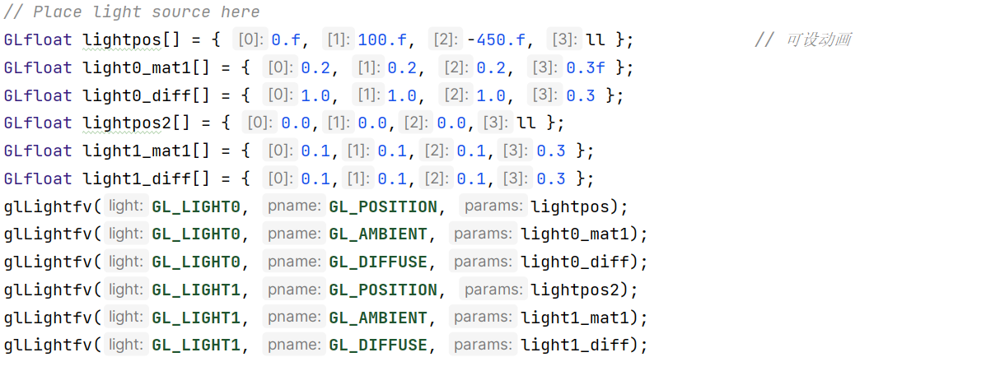 // Place light source here
GLfloat lightpos[] = { [0]: 0.f, [1]: 100.f, [2]: -450.f, [3]: ll }; // 可设动画
GLfloat light0_mat1[] = { [0]: 0.2, [1]: 0.2, [2]: 0.2, [3]: 0.3f };
GLfloat light0_diff[] = { [0]: 1.0, [1]: 1.0, [2]: 1.0, [3]: 0.3 };
GLfloat lightpos2[] = { [0]: 0.0, [1]: 0.0, [2]: 0.0, [3]: ll };
GLfloat light1_mat1[] = { [0]: 0.1, [1]: 0.1, [2]: 0.1, [3]: 0.3 };
GLfloat light1_diff[] = { [0]: 0.1, [1]: 0.1, [2]: 0.1, [3]: 0.3 };
glLightfv( light: GL_LIGHT0, pname: GL_POSITION, params: lightpos);
glLightfv( light: GL_LIGHT0, pname: GL_AMBIENT, params: light0_mat1);
glLightfv( light: GL_LIGHT0, pname: GL_DIFFUSE, params: light0_diff);
glLightfv( light: GL_LIGHT1, pname: GL_POSITION, params: lightpos2);
glLightfv( light: GL_LIGHT1, pname: GL_AMBIENT, params: light1_mat1);
glLightfv( light: GL_LIGHT1, pname: GL_DIFFUSE, params: light1_diff);